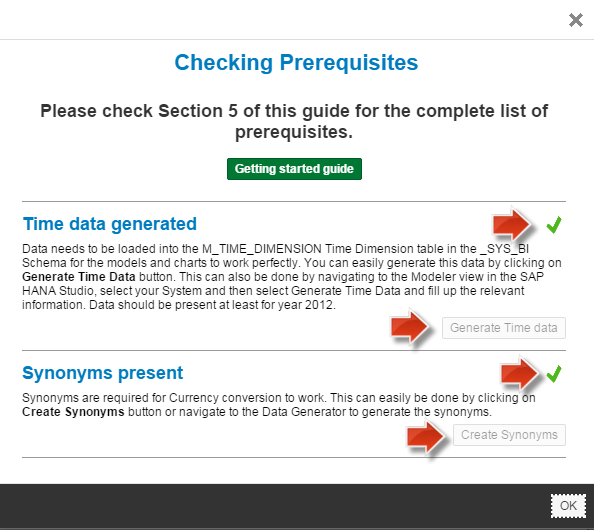 Checking Prerequisites
Please check Section 5 of this guide for the complete list of
prerequisites.
Getting started guide
Time data generated
Data needs to be loaded into the M_TIME_DIMENSION Time Dimension table in the _SYS_BI
Schema for the models and charts to work perfectly. You can easily generate this data by clicking on
Generate Time Data button. This can also be done by navigating to the Modeler view in the SAP
HANA Studio, select your System and then select Generate Time Data and fill up the relevant
information. Data should be present at least for year 2012.
Generate Time data
Synonyms present
Synonyms are required for Currency conversion to work. This can easily be done by clicking on
Create Synonyms button or navigate to the Data Generator to generate the synonyms.
Create Synonyms
OK